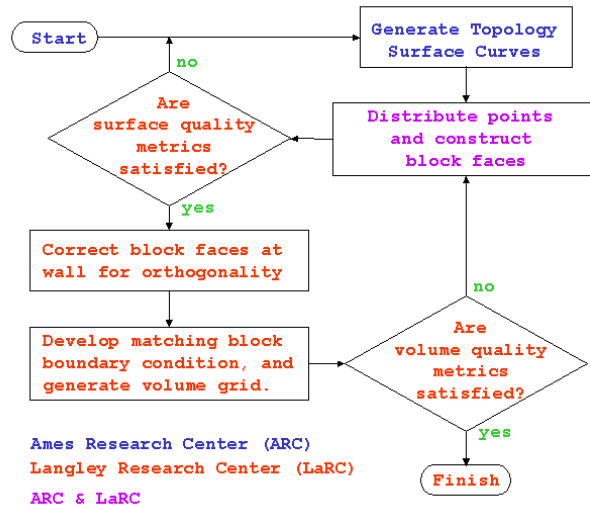 Start
Generate Topology
Surface Curves
no
Are
surface quality
metrics
satisfied?
Distribute points
and construct
block faces
yes
Correct block faces at
wall for orthogonality
no
Develop matching block
boundary condition, and
generate volume grid.
Are
volume quality
metrics
satisfied?
yes
Ames Research Center (ARC)
Langley Research Center (LaRC)
Finish
ARC & LaRC